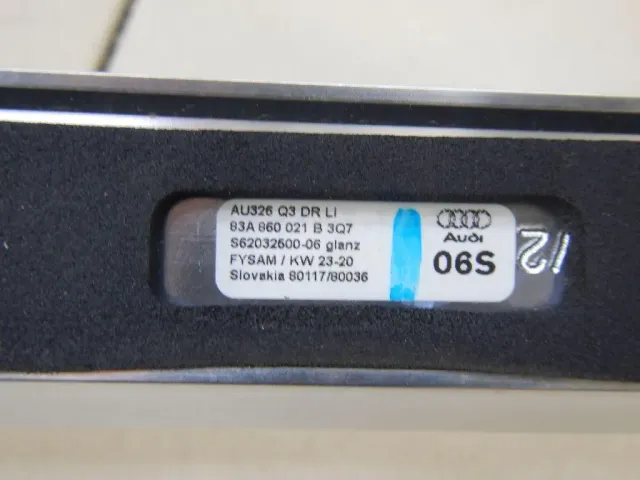 AU326 Q3 DR LI
83A 860 021 B 3Q7
S62032600-06 glanz
FYSAM / KW 23-20
Slovakia 80117/80036
Audi
06S
12